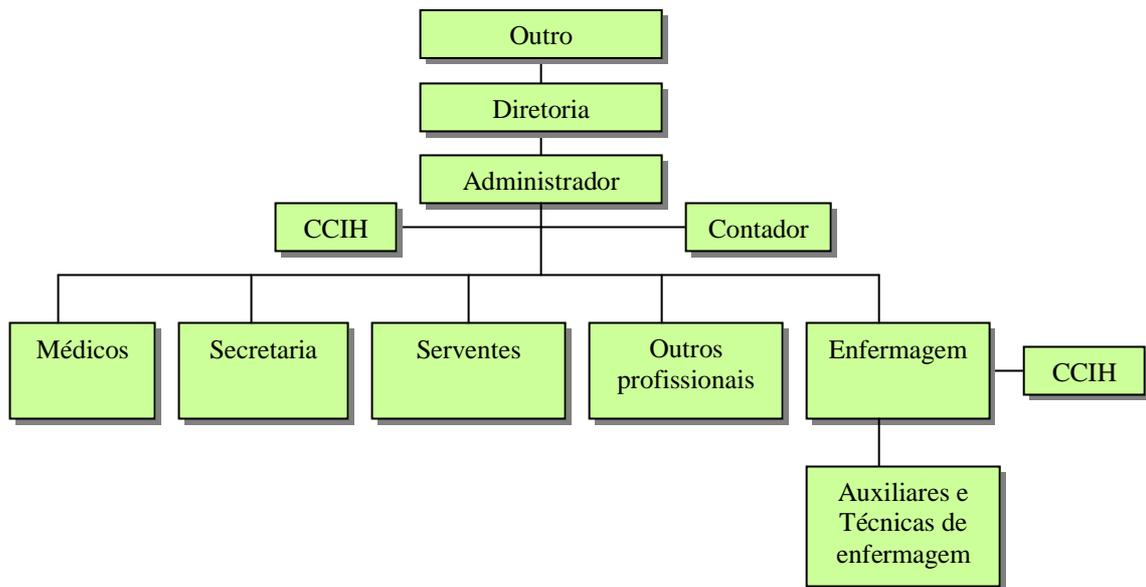 Outro
Diretoria
Administrador
CCIH
Contador
Médicos
Secretaria
Serventes
Outros
profissionais
Enfermagem
CCIH
Auxiliares e
Técnicas de
enfermagem